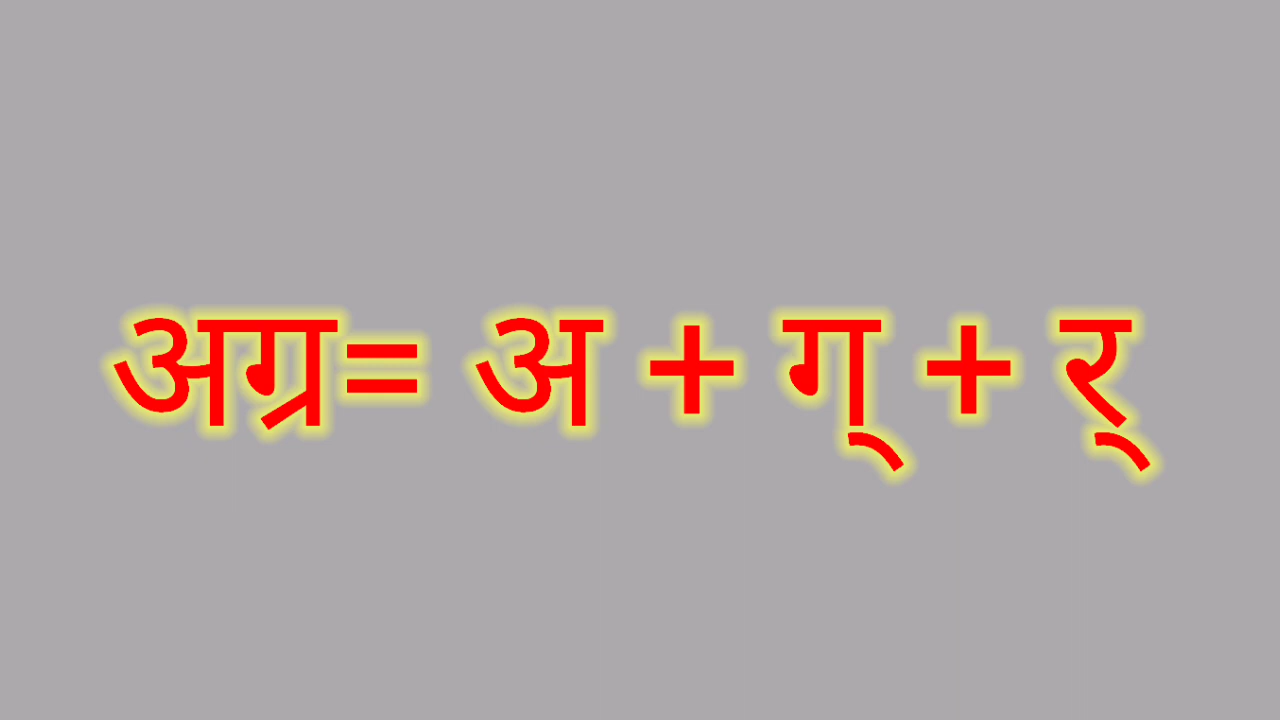 अग्र= अ + ग् + र्